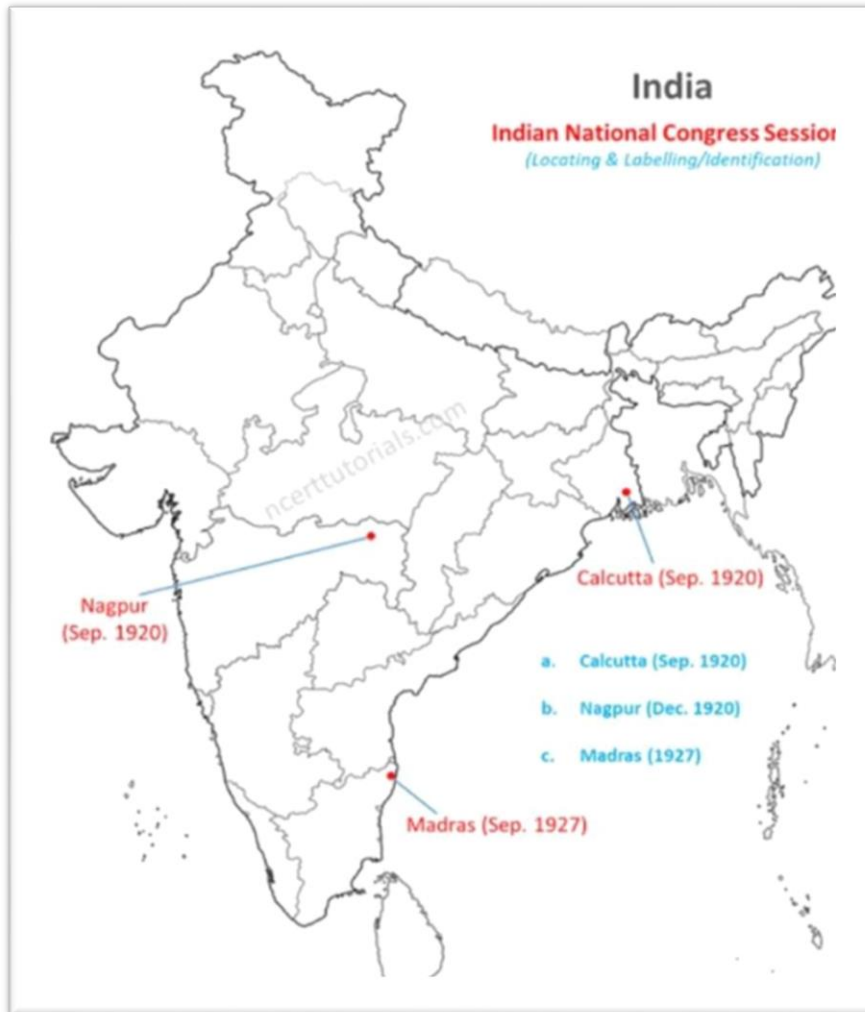 India
Indian National Congress Session
(Locating & Labelling/Identification)
ncerttutorials.com
Nagpur
(Sep. 1920)
Calcutta (Sep. 1920)
a. Calcutta (Sep. 1920)
b. Nagpur (Dec. 1920)
c. Madras (1927)
Madras (Sep. 1927)